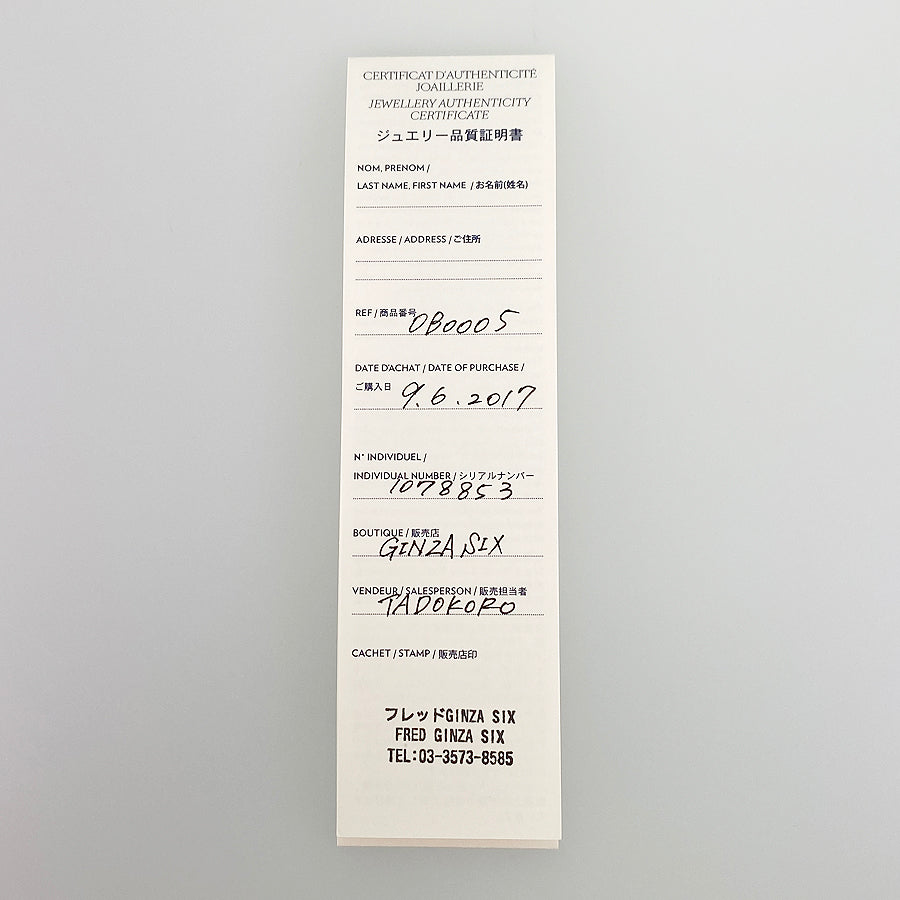 CERTIFICAT D'AUTHENTICITÉ
JOAILLERIE
JEWELLERY AUTHENTICITY
CERTIFICATE
ジュエリー品質証明書
NOM, PRENOM /
LAST NAME, FIRST NAME / お名前(姓名)
ADRESSE / ADDRESS / ご住所
REF / 商品番号 OB0005
DATE D'ACHAT / DATE OF PURCHASE /
ご購入日 9.6.2017
N° INDIVIDUEL /
INDIVIDUAL NUMBER / シリアルナンバー
1078853
BOUTIQUE / 販売店
GINZA SIX
VENDEUR / SALESPERSON / 販売担当者
TADOKORO
CACHET / STAMP / 販売店印
フレッドGINZA SIX
FRED GINZA SIX
TEL:03-3573-8585